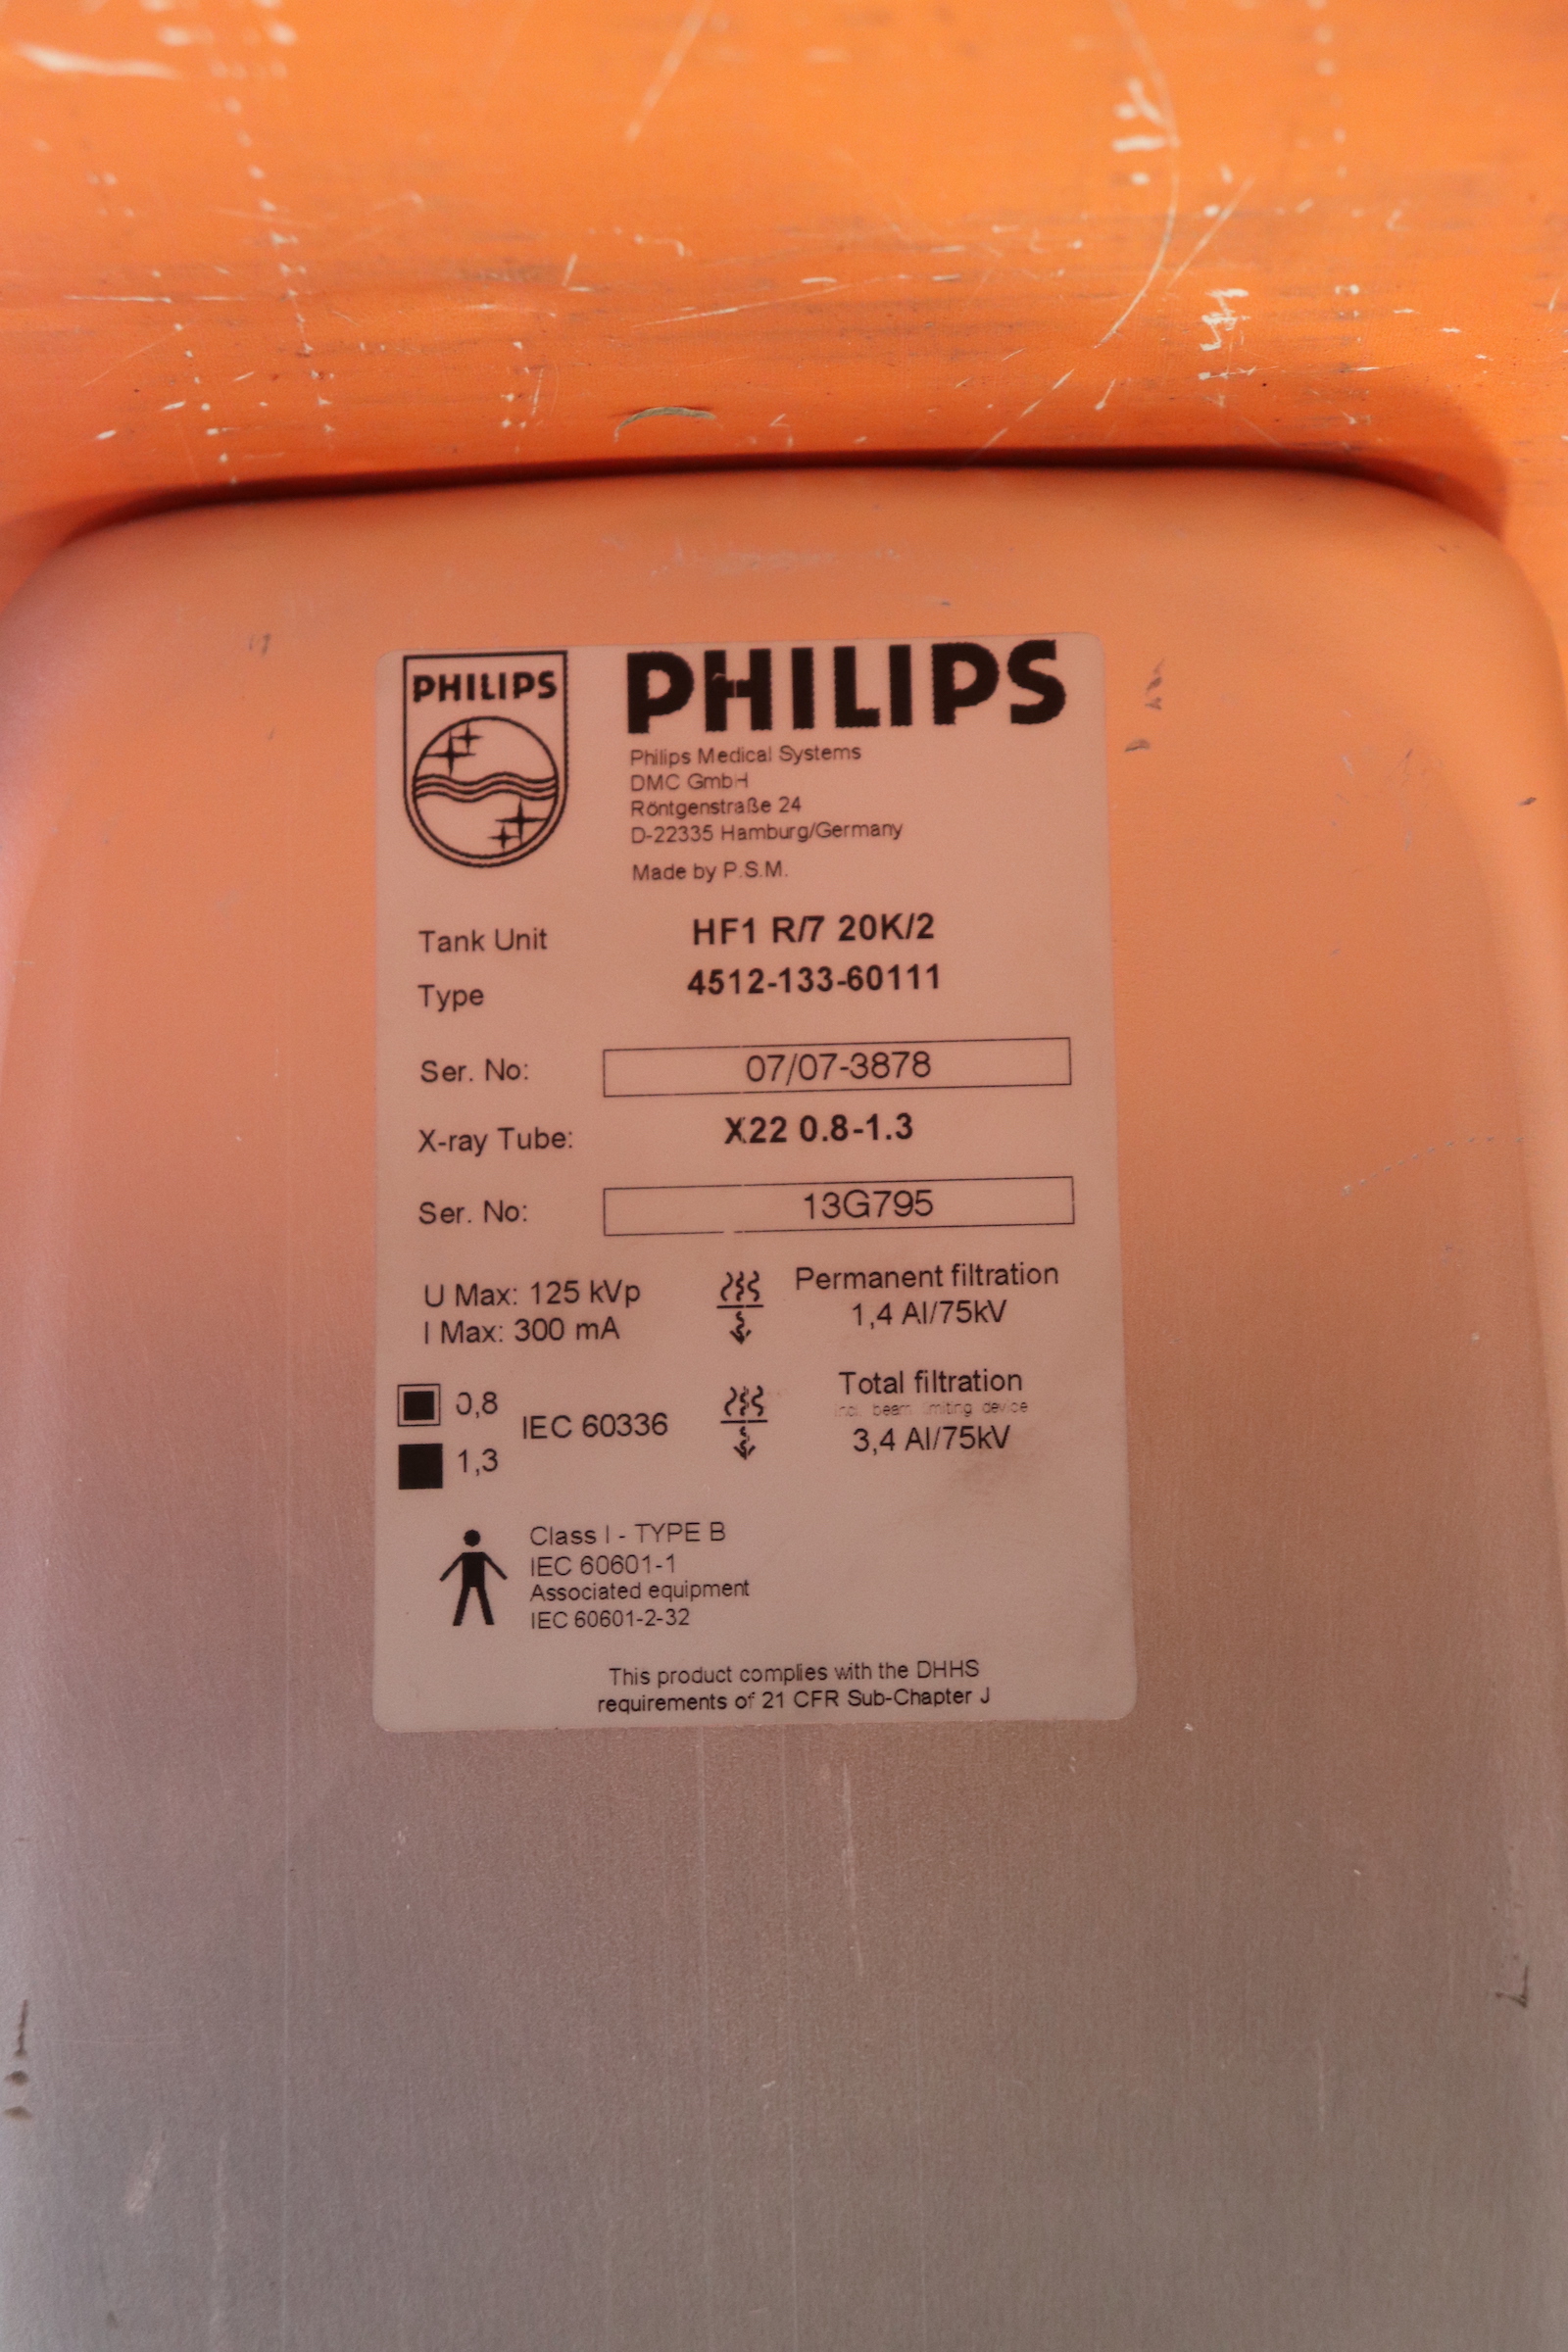 PHILIPS
PHILIPS
Philips Medical Systems
DMC GmbH
Röntgenstraße 24
D-22335 Hamburg/Germany
Made by P.S.M.
Tank Unit HF1 R/7 20K/2
Type 4512-133-60111
Ser. No: 07/07-3878
X-ray Tube: X22 0.8-1.3
Ser. No: 13G795
U Max: 125 kVp
I Max: 300 mA
Permanent filtration
1,4 Al/75kV
0,8
1,3
IEC 60336
Total filtration
incl. beam limiting device
3,4 Al/75kV
Class I - TYPE B
IEC 60601-1
Associated equipment
IEC 60601-2-32
This product complies with the DHHS
requirements of 21 CFR Sub-Chapter J